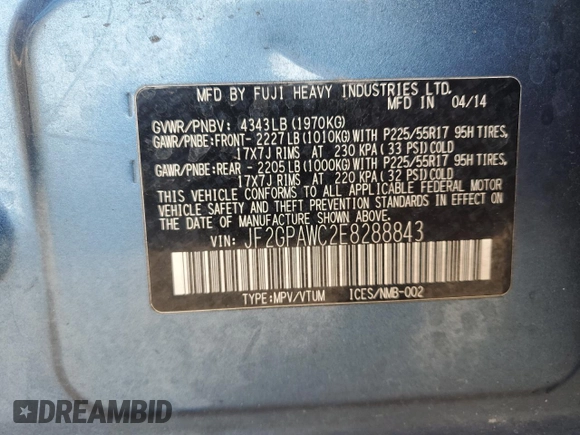 MFD BY FUJI HEAVY INDUSTRIES LTD.
MFD IN 04/14
GVWR/PNBV: 4343LB (1970KG)
GAWR/PNBE:FRONT- 2227LB (1010KG)WITH P225/55R17 95H TIRES,
17X7J RIMS AT 230 KPA (33 PSI)COLD
GAWR/PNBE:REAR - 2205LB (1000KG)WITH P225/55R17 95H TIRES,
17X7J RIMS AT 220 KPA (32 PSI)COLD
THIS VEHICLE CONFORMS TO ALL APPLICABLE FEDERAL MOTOR
VEHICLE SAFETY AND THEFT PREVENTION STANDARDS IN EFFECT ON
THE DATE OF MANUFACTURE SHOWN ABOVE.
VIN: JF2GPAWC2E8288843
TYPE:MPV/VTUM ICES/NMB-002
DREAMBID